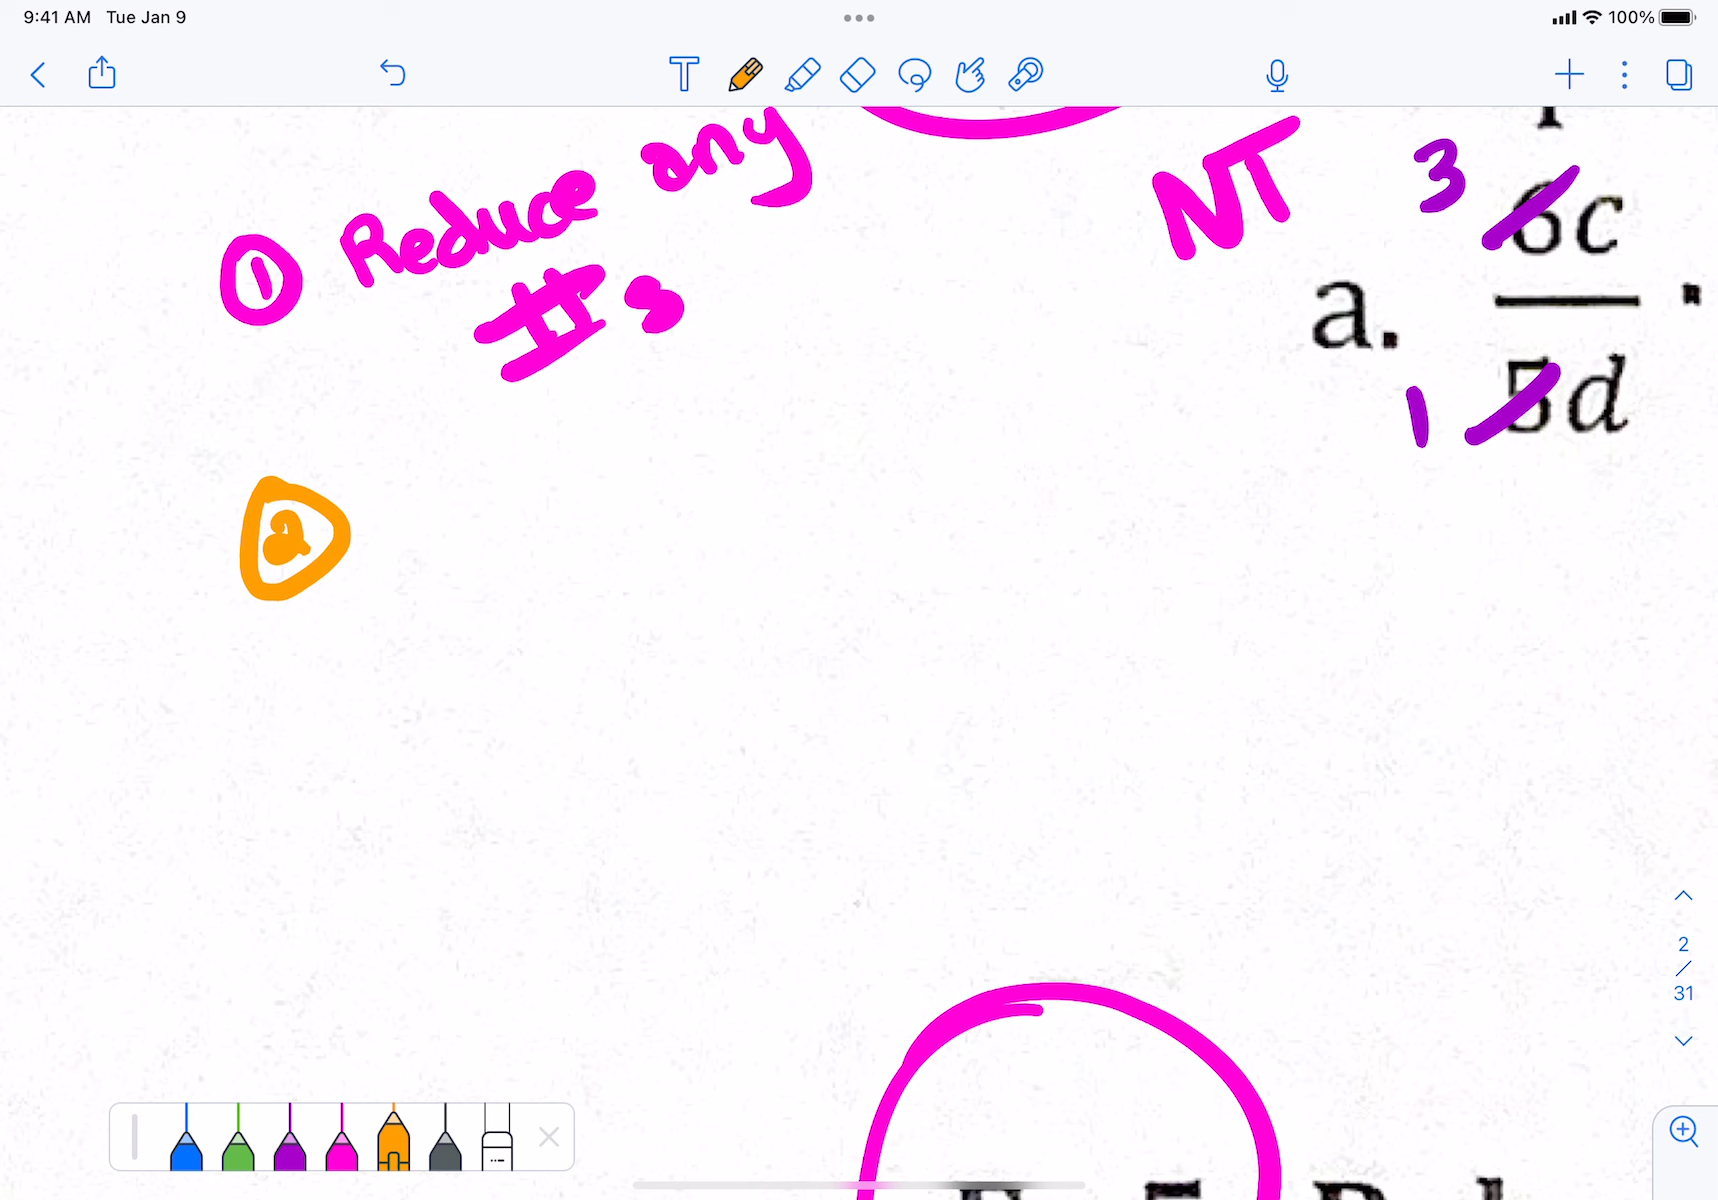 9:41 AM Tue Jan 9
100%
① Reduce any
#s
NT
3
6c
a.
5d
1
2
2
/
31